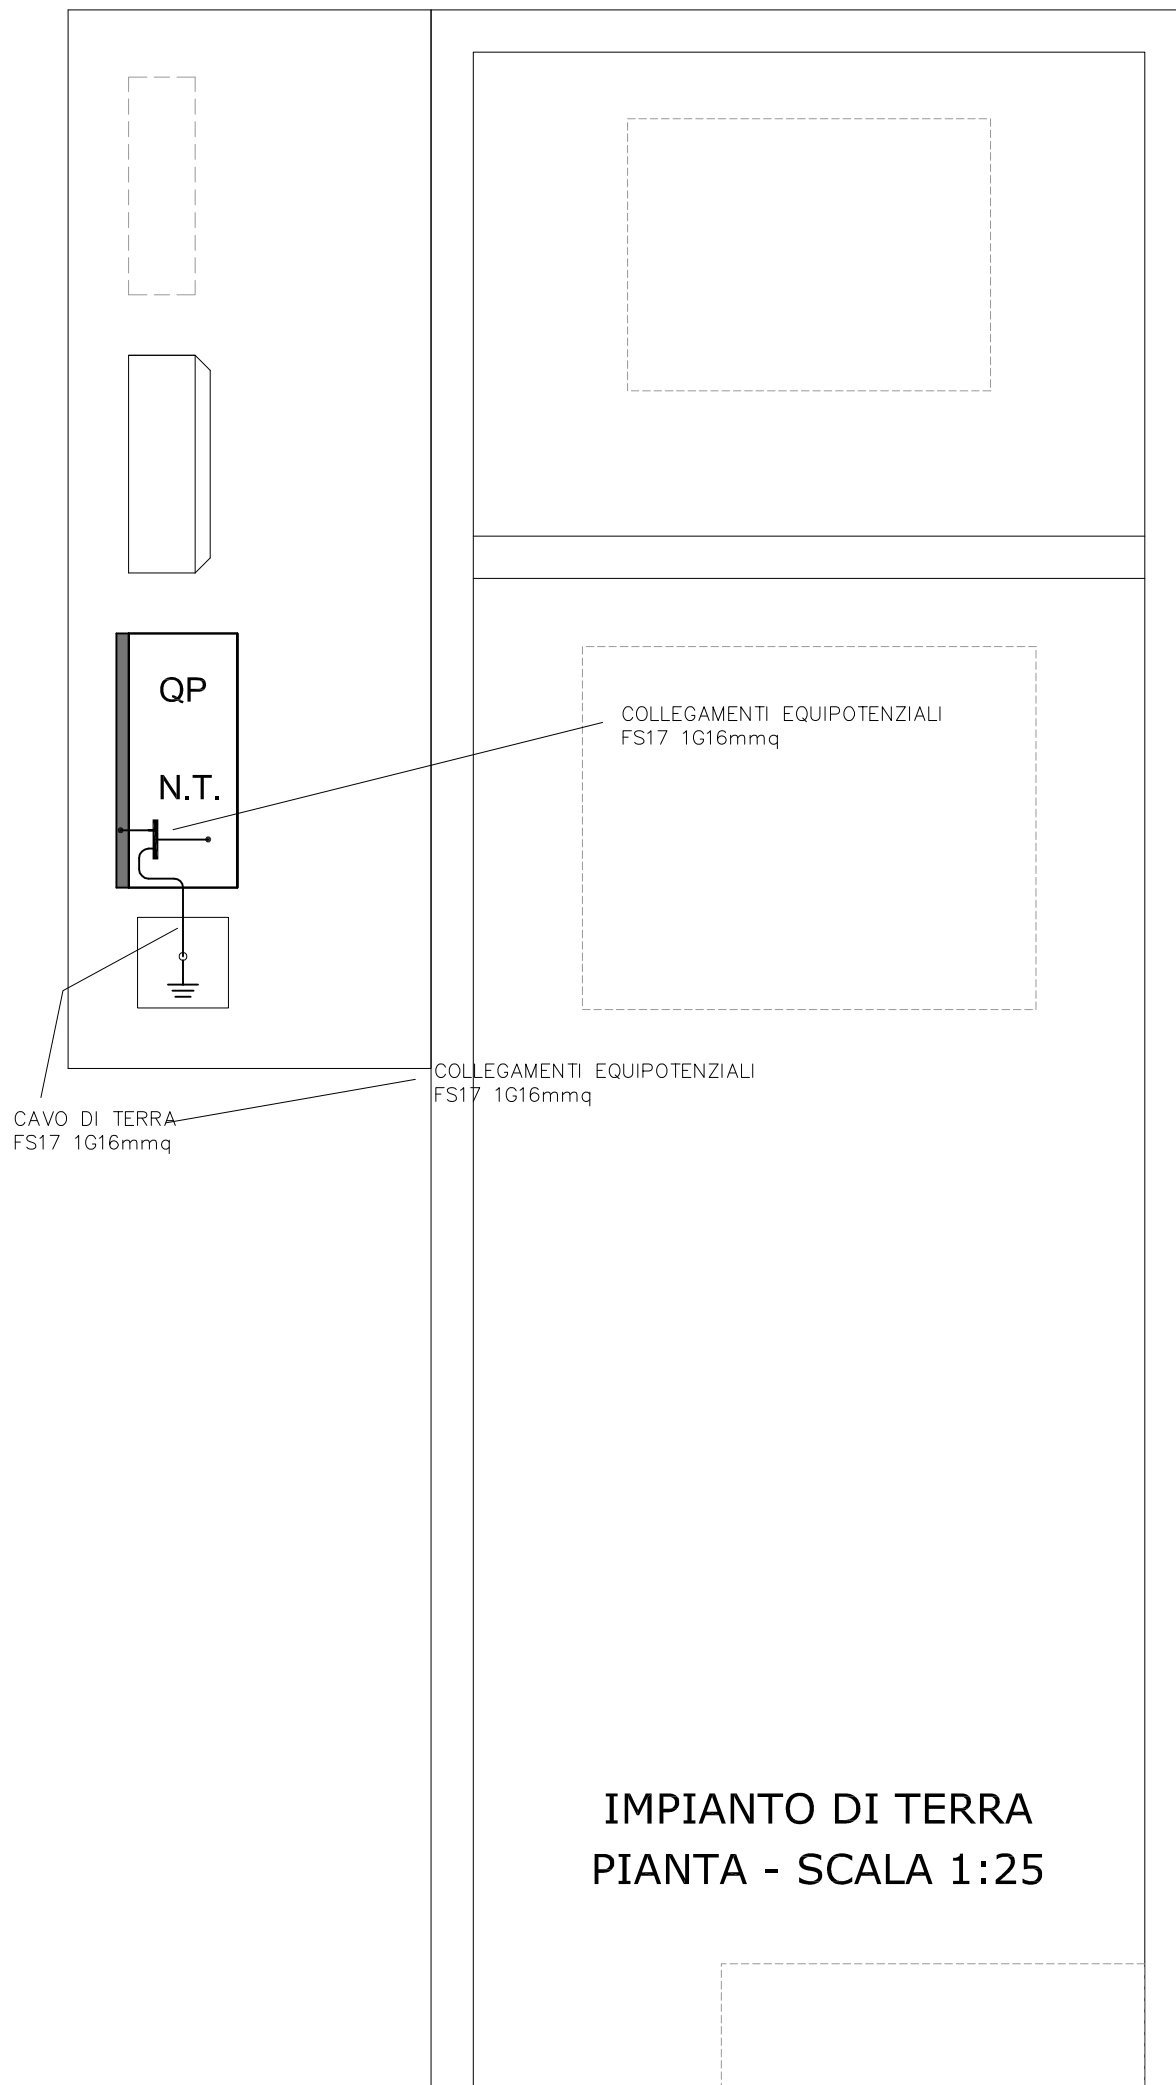 QP
COLLEGAMENTI EQUIPOTENZIALI
FS17 1G16mmq
N.T.
COLLEGAMENTI EQUIPOTENZIALI
FS17 1G16mmq
CAVO DI TERRA
FS17 1G16mmq
IMPIANTO DI TERRA
PIANTA - SCALA 1:25